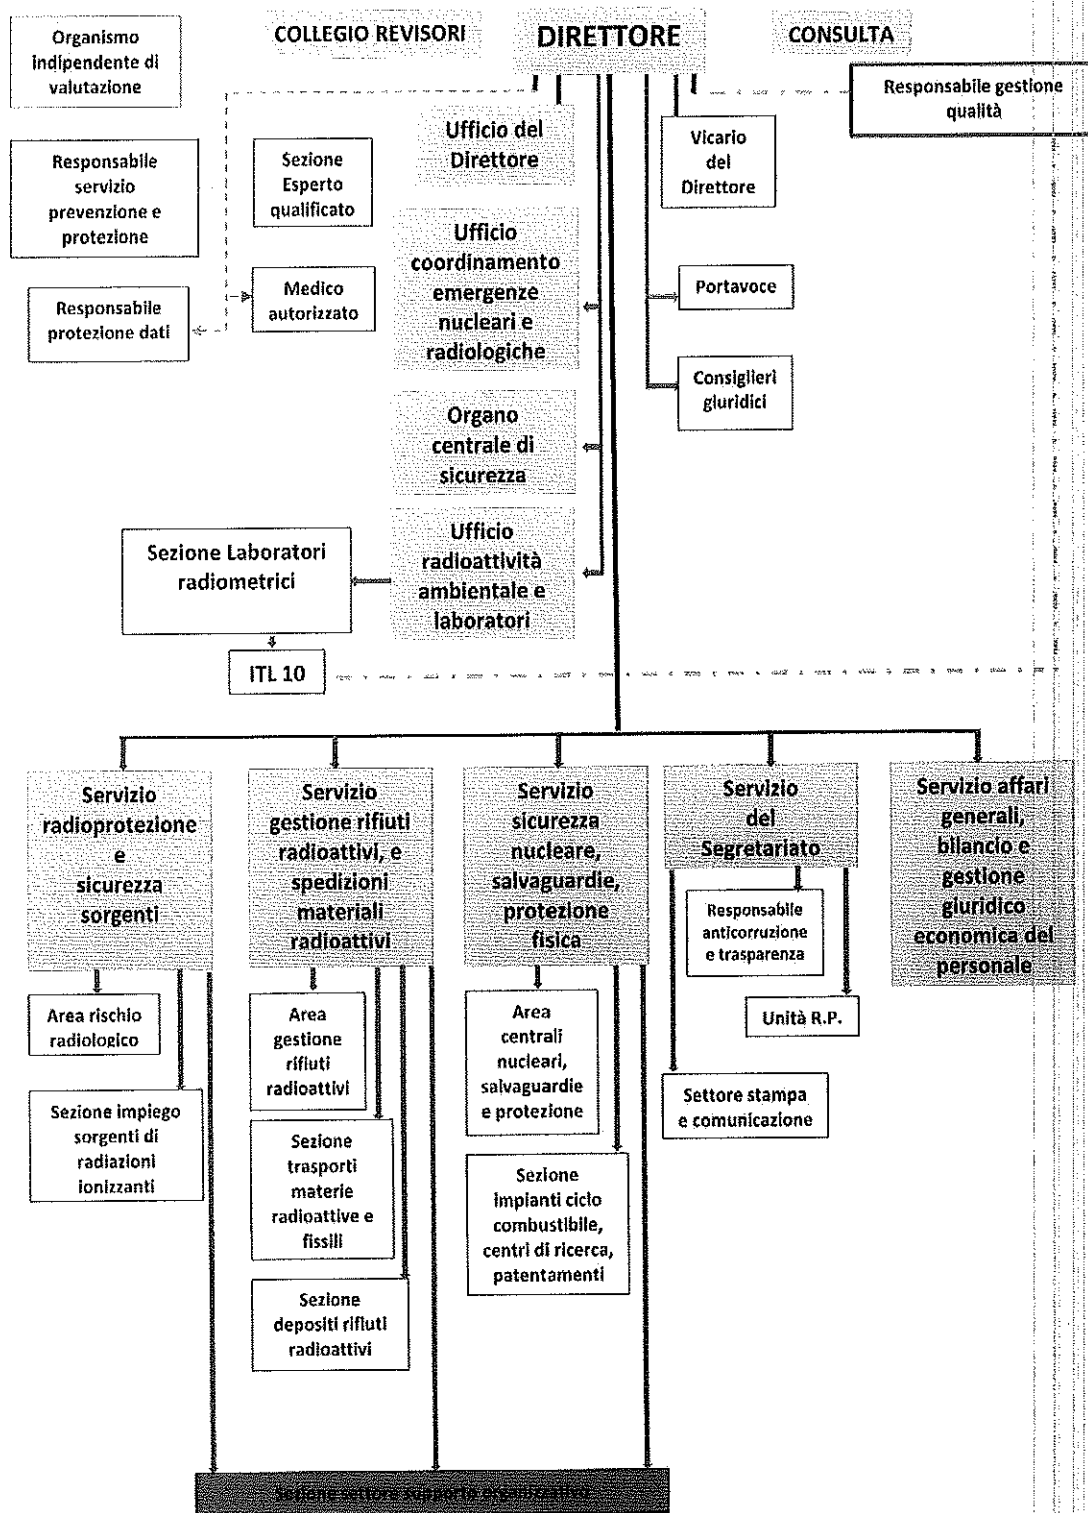 Organismo
indipendente di
valutazione
COLLEGIO REVISORI
DIRETTORE
CONSULTA
Responsabile gestione
qualità
Responsabile
servizio
prevenzione e
protezione
Sezione
Esperto
qualificato
Ufficio del
Direttore
Vicario
del
Direttore
Responsabile
protezione dati
Medico
autorizzato
Ufficio
coordinamento
emergenze
nucleari e
radiologiche
Portavoce
Consiglieri
giuridici
Organo
centrale di
sicurezza
Sezione Laboratori
radiometrici
Ufficio
radioattività
ambientale e
laboratori
ITL 10
Servizio
radioprotezione
e
sicurezza
sorgenti
Servizio
gestione rifiuti
radioattivi, e
spedizioni
materiali
radioattivi
Servizio
sicurezza
nucleare,
salvaguardie,
protezione
fisica
Servizio
del
Segretariato
Servizio affari
generali,
bilancio e
gestione
giuridico
economica del
personale
Responsabile
anticorruzione
e trasparenza
Unità R.P.
Settore stampa
e comunicazione
Area rischio
radiologico
Sezione impiego
sorgenti di
radiazioni
ionizzanti
Area
gestione
rifiuti
radioattivi
Sezione
trasporti
materie
radioattive e
fissili
Sezione
depositi rifiuti
radioattivi
Area
centrali
nucleari,
salvaguardie
e protezione
Sezione
impianti ciclo
combustibile,
centri di ricerca,
patentamenti
Sezione settore supporto organizzativo